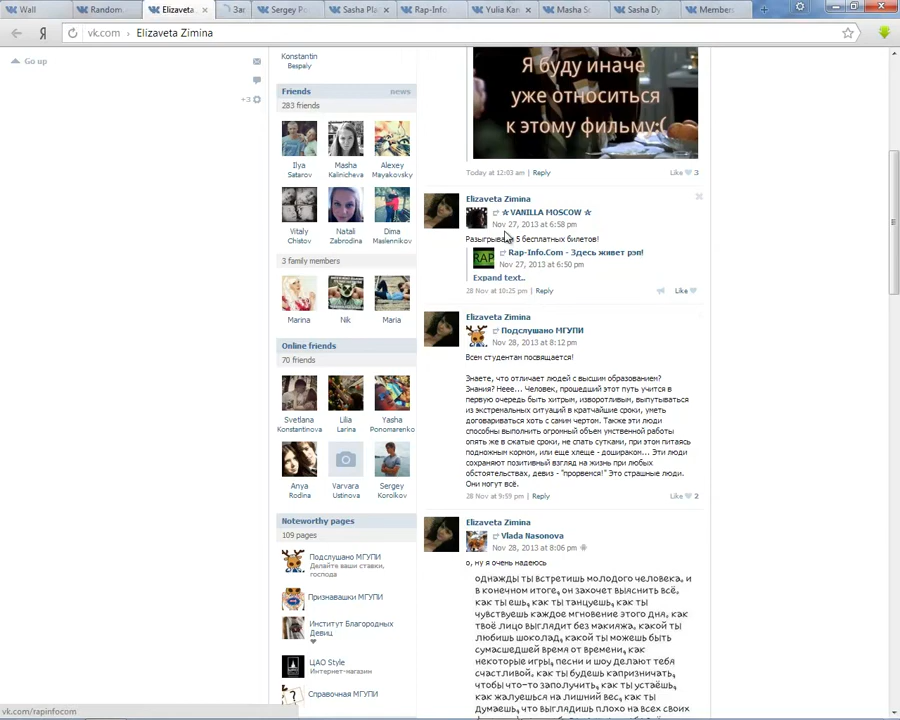 Wall
Random
Elizaveta
Заг
Sergey P
Sasha Pla
Rap-Info.
Yulia Kar
Masha S
Sasha Dy
Members
vk.com › Elizaveta Zimina
Go up
+3
Konstantin
Bespaly
Friends
news
283 friends
Ilya
Satarov
Masha
Kalinicheva
Alexey
Mayakovsky
Vitaly
Chistov
Natali
Zabrodina
Dima
Maslennikov
3 family members
Marina
Nik
Maria
Online friends
70 friends
Svetlana
Konstantinova
Lilia
Larina
Yasha
Ponomarenko
Anya
Rodina
Varvara
Ustinova
Sergey
Korolkov
Noteworthy pages
109 pages
Подслушано МГУПИ
Делайте ваши ставки,
господа
Признавашки МГУПИ
Институт Благородных
Девиц
❤
ЦАО Style
Интернет-магазин
Справочная МГУПИ
Я буду иначе
уже относиться
к этому фильму:(
Today at 12:03 am | Reply
Like 3
Elizaveta Zimina
☆ VANILLA MOSCOW ☆
Nov 27, 2013 at 6:58 pm
5 бесплатных билетов!
RAP
Rap-Info.Com - Здесь живет рэп!
Nov 27, 2013 at 6:50 pm
Expand text..
28 Nov at 10:25 pm | Reply
Like
Elizaveta Zimina
Подслушано МГУПИ
Nov 28, 2013 at 8:12 pm
Всем студентам посвящается!
Знаете, что отличает людей с высшим образованием?
Знания? Неее... Человек, прошедший этот путь учится в
первую очередь быть хитрым, изворотливым, выпутываться
из экстремальных ситуаций в кратчайшие сроки, уметь
договариваться хоть с самим чертом. Также эти люди
способны выполнить огромный объем умственной работы
опять же в сжатые сроки, не спать сутками, при этом питаясь
подножным кормом, или еще хлеще - дошираком... Эти люди
сохраняют позитивный взгляд на жизнь при любых
обстоятельствах, девиз - "прорвемся!" Это страшные люди.
Они могут всё.
28 Nov at 9:59 pm | Reply
Like 2
Elizaveta Zimina
Vlada Nasonova
Nov 28, 2013 at 8:06 pm
о, ну я очень надеюсь
однажды ты встретишь молодого человека, и
в конечном итоге, он захочет выяснить всё,
как ты ешь, как ты танцуешь, как ты
чувствуешь каждое мгновение этого дня, как
твоё лицо выглядит без макияжа, какой ты
любишь шоколад, какой ты можешь быть
сумасшедшей время от времени, как
некоторые игры, песни и шоу делают тебя
счастливой. как ты будешь капризничать,
чтобы что-то заполучить, как ты устаёшь,
как жалуешься на лишний вес, как ты
думаешь, что выглядишь плохо на всех своих
vk.com/rapinfocom